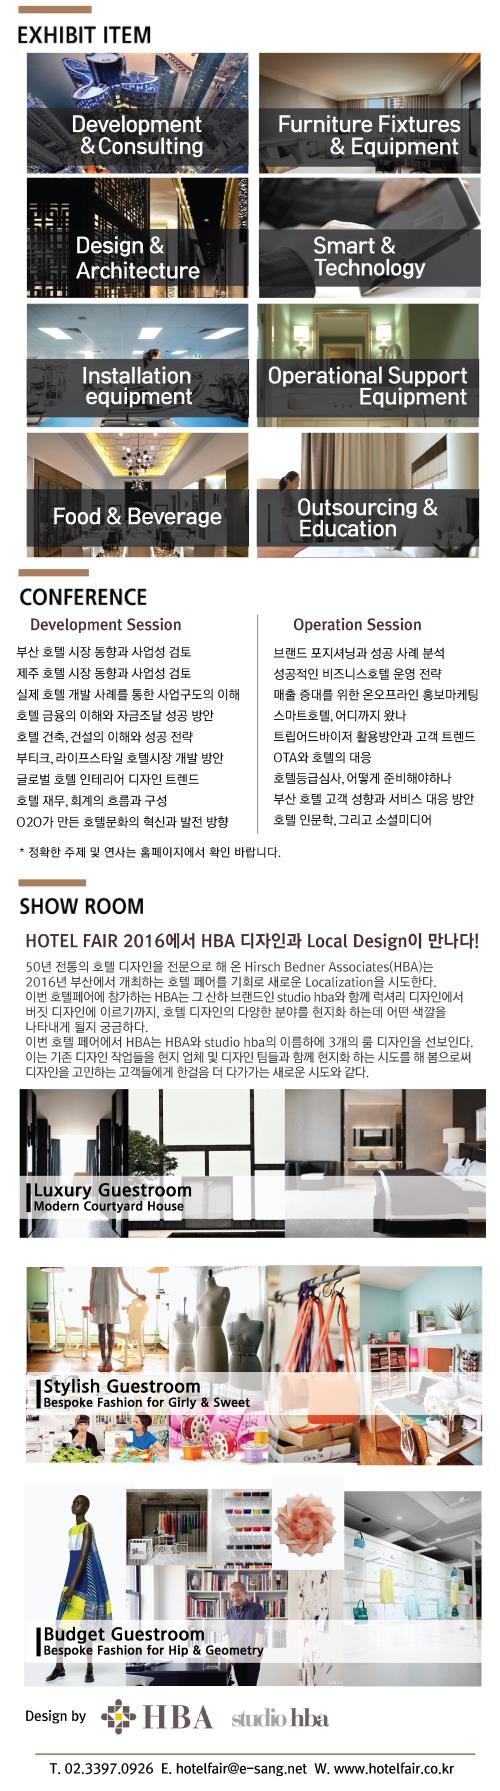 EXHIBIT ITEM
Development
& Consulting
Furniture Fixtures
& Equipment
Design &
Architecture
Smart &
Technology
Installation
equipment
Operational Support
Equipment
Food & Beverage
Outsourcing &
Education
CONFERENCE
Development Session
부산 호텔 시장 동향과 사업성 검토
제주 호텔 시장 동향과 사업성 검토
실제 호텔 개발 사례를 통한 사업구도의 이해
호텔 금융의 이해와 자금조달 성공 방안
호텔 건축, 건설의 이해와 성공 전략
부티크, 라이프스타일 호텔시장 개발 방안
글로벌 호텔 인테리어 디자인 트렌드
호텔 재무, 회계의 흐름과 구성
O2O가 만든 호텔문화의 혁신과 발전 방향
Operation Session
브랜드 포지셔닝과 성공 사례 분석
성공적인 비즈니스호텔 운영 전략
매출 증대를 위한 온오프라인 홍보마케팅
스마트호텔, 어디까지 왔나
트립어드바이저 활용방안과 고객 트렌드
OTA와 호텔의 대응
호텔등급심사, 어떻게 준비해야하나
부산 호텔 고객 성향과 서비스 대응 방안
호텔 인문학, 그리고 소셜미디어
* 정확한 주제 및 연사는 홈페이지에서 확인 바랍니다.
SHOW ROOM
HOTEL FAIR 2016에서 HBA 디자인과 Local Design이 만나다!
50년 전통의 호텔 디자인을 전문으로 해 온 Hirsch Bedner Associates(HBA)는
2016년 부산에서 개최하는 호텔 페어를 기회로 새로운 Localization을 시도한다.
이번 호텔페어에 참가하는 HBA는 그 산하 브랜드인 studio hba와 함께 럭셔리 디자인에서
버짓 디자인에 이르기까지, 호텔 디자인의 다양한 분야를 현지화 하는데 어떤 색깔을
나타내게 될지 궁금하다.
이번 호텔 페어에서 HBA는 HBA와 studio hba의 이름하에 3개의 룸 디자인을 선보인다.
이는 기존 디자인 작업들을 현지 업체 및 디자인 팀들과 함께 현지화 하는 시도를 해 봄으로써
디자인을 고민하는 고객들에게 한걸음 더 다가가는 새로운 시도와 같다.
Luxury Guestroom
Modern Courtyard House
Stylish Guestroom
Bespoke Fashion for Girly & Sweet
Budget Guestroom
Bespoke Fashion for Hip & Geometry
Design by HBA studio hba
T. 02.3397.0926 E. hotelfair@e-sang.net W. www.hotelfair.co.kr